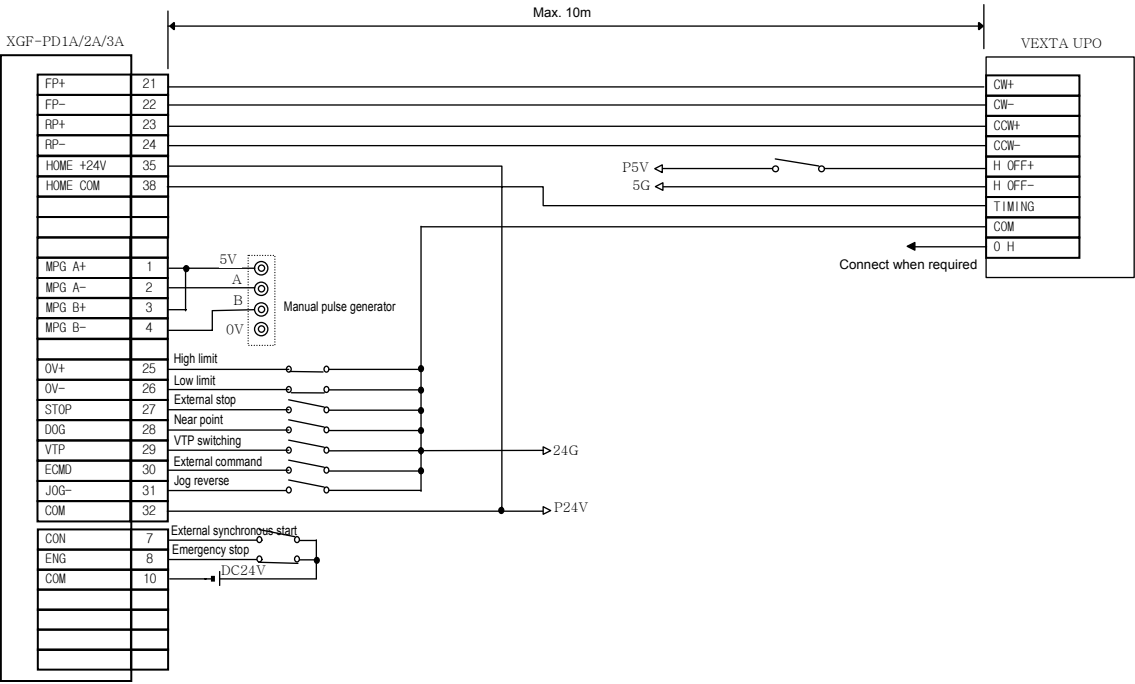 Max. 10m
XGF-PD1A/2A/3A
VEXTA UPO
FP+ 21 CW+
FP- 22 CW-
RP+ 23 CCW+
RP- 24 CCW-
HOME +24V 35 P5V H OFF+
HOME COM 38 5G H OFF-
TIMING
COM
O H
Connect when required
MPG A+ 1 5V
MPG A- 2 A
MPG B+ 3 B Manual pulse generator
MPG B- 4 0V
OV+ 25 High limit
OV- 26 Low limit
STOP 27 External stop
DOG 28 Near point
VTP 29 VTP switching 24G
ECMD 30 External command
JOG- 31 Jog reverse
COM 32 P24V
CON 7 External synchronous start
ENG 8 Emergency stop
COM 10 DC24V